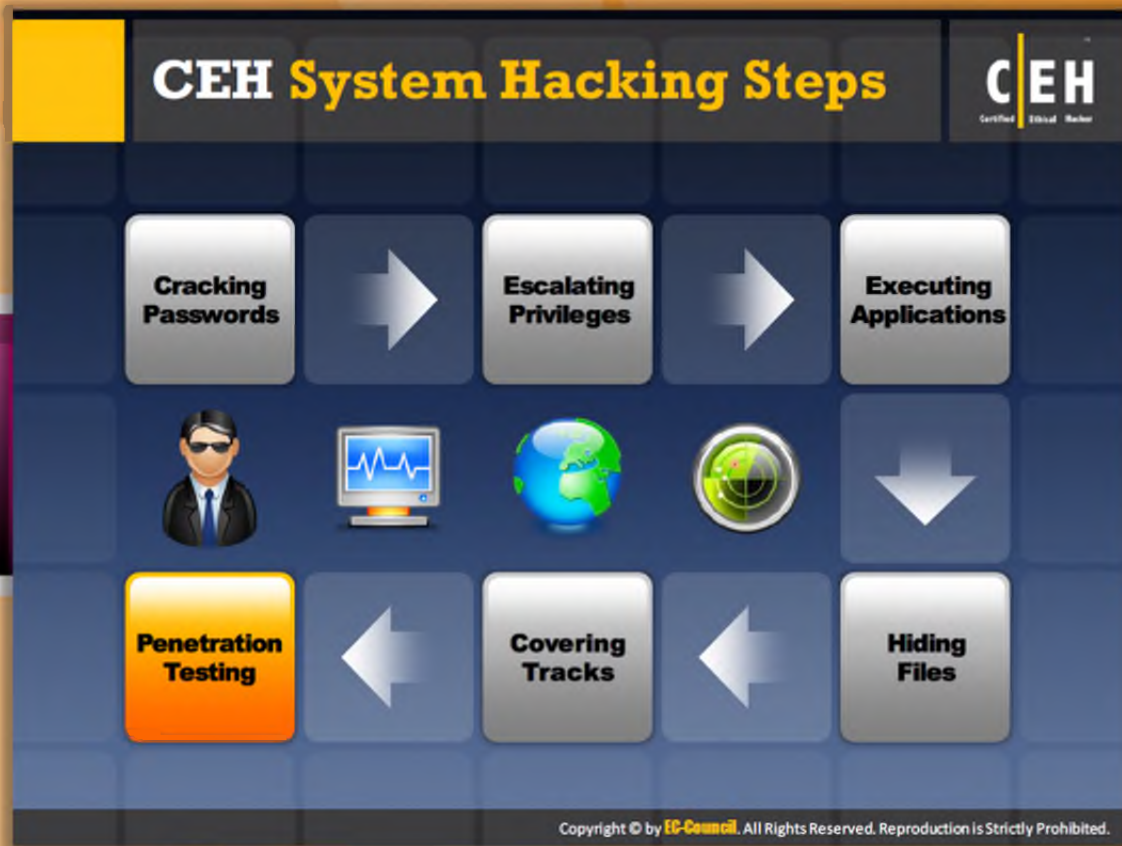 CEH System Hacking Steps
CEH
Certified Ethical Hacker
Cracking
Passwords
Escalating
Privileges
Executing
Applications
Penetration
Testing
Covering
Tracks
Hiding
Files
Copyright © by EC-Council. All Rights Reserved. Reproduction is Strictly Prohibited.